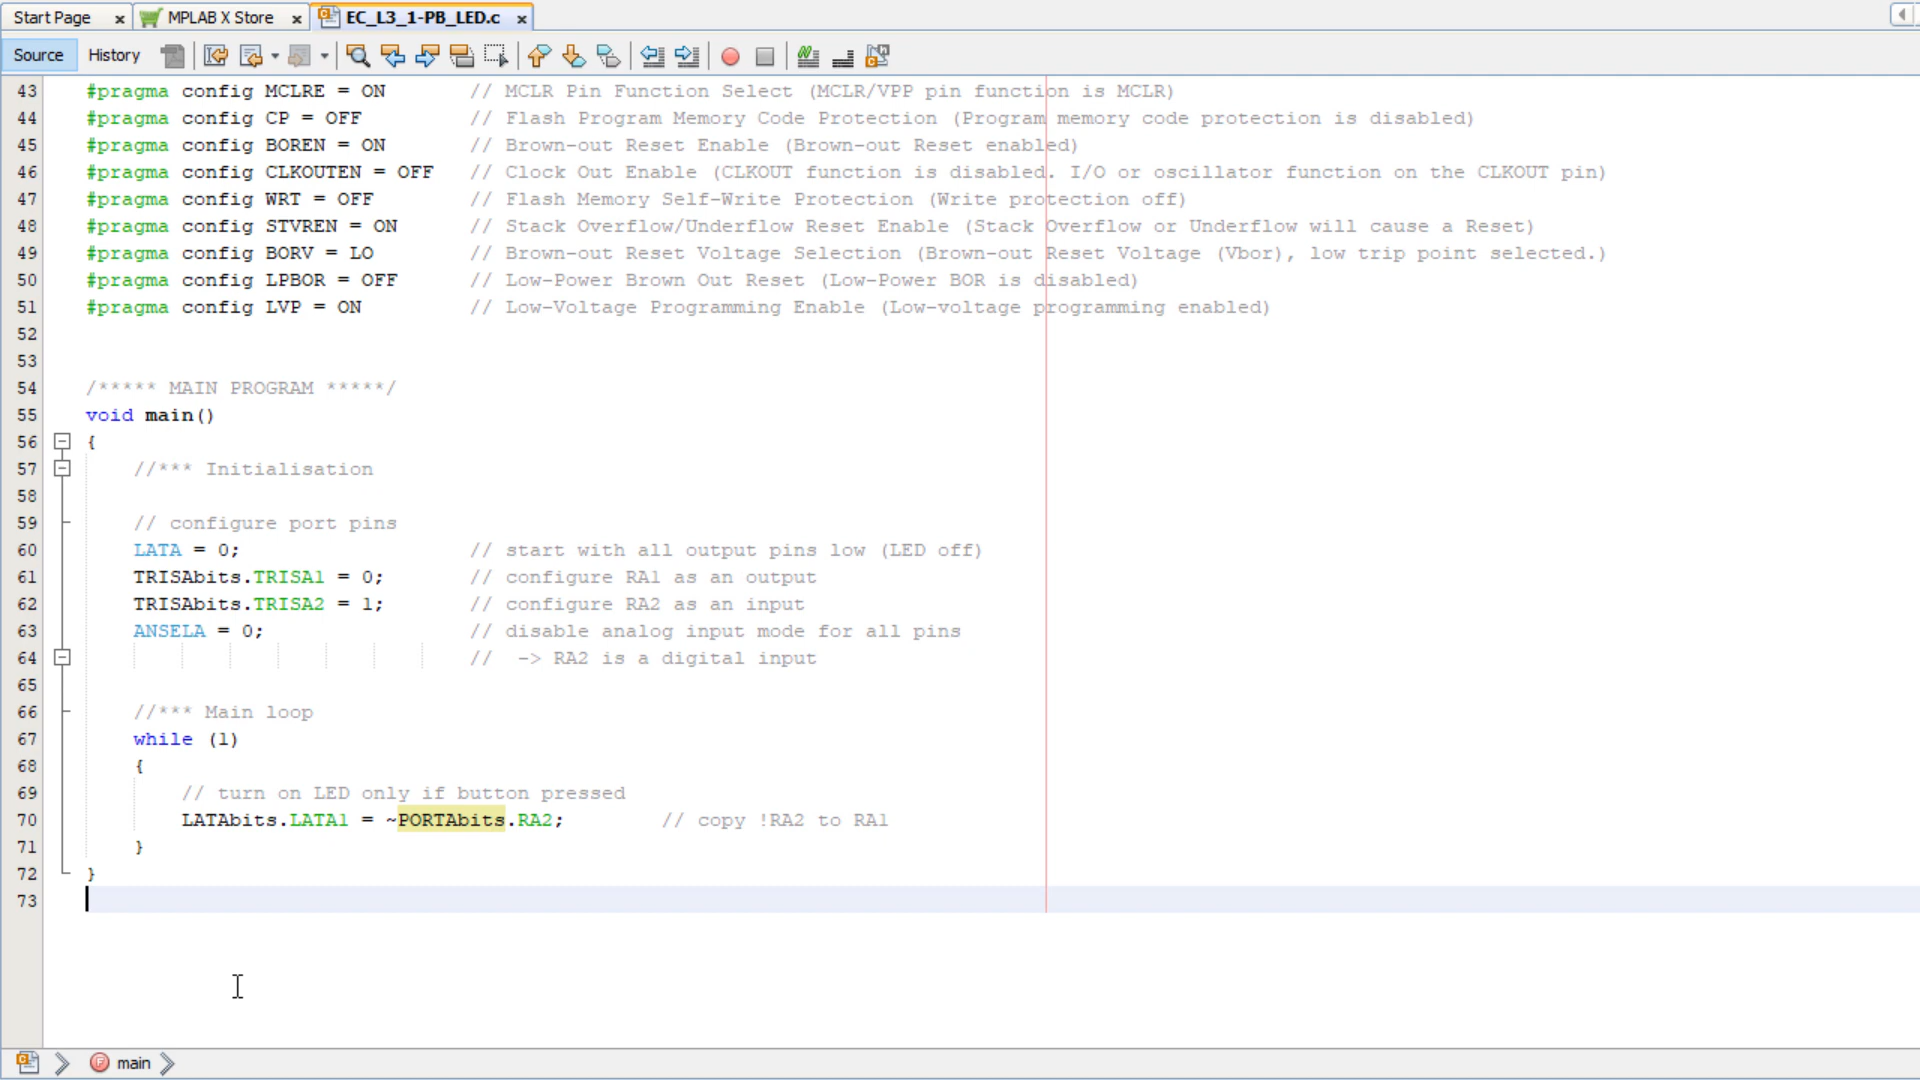 Start Page × MPLAB X Store × EC_L3_1-PB_LED.c ×
Source History
43 #pragma config MCLRE = ON // MCLR Pin Function Select (MCLR/VPP pin function is MCLR)
44 #pragma config CP = OFF // Flash Program Memory Code Protection (Program memory code protection is disabled)
45 #pragma config BOREN = ON // Brown-out Reset Enable (Brown-out Reset enabled)
46 #pragma config CLKOUTEN = OFF // Clock Out Enable (CLKOUT function is disabled. I/O or oscillator function on the CLKOUT pin)
47 #pragma config WRT = OFF // Flash Memory Self-Write Protection (Write protection off)
48 #pragma config STVREN = ON // Stack Overflow/Underflow Reset Enable (Stack Overflow or Underflow will cause a Reset)
49 #pragma config BORV = LO // Brown-out Reset Voltage Selection (Brown-out Reset Voltage (Vbor), low trip point selected.)
50 #pragma config LPBOR = OFF // Low-Power Brown Out Reset (Low-Power BOR is disabled)
51 #pragma config LVP = ON // Low-Voltage Programming Enable (Low-voltage programming enabled)
52
53
54 /***** MAIN PROGRAM *****/
55 void main()
56 {
57 //*** Initialisation
58
59 // configure port pins
60 LATA = 0; // start with all output pins low (LED off)
61 TRISAbits.TRISA1 = 0; // configure RA1 as an output
62 TRISAbits.TRISA2 = 1; // configure RA2 as an input
63 ANSELA = 0; // disable analog input mode for all pins
64 // -> RA2 is a digital input
65
66 //*** Main loop
67 while (1)
68 {
69 // turn on LED only if button pressed
70 LATAbits.LATA1 = ~PORTAbits.RA2; // copy !RA2 to RA1
71 }
72 }
73
main